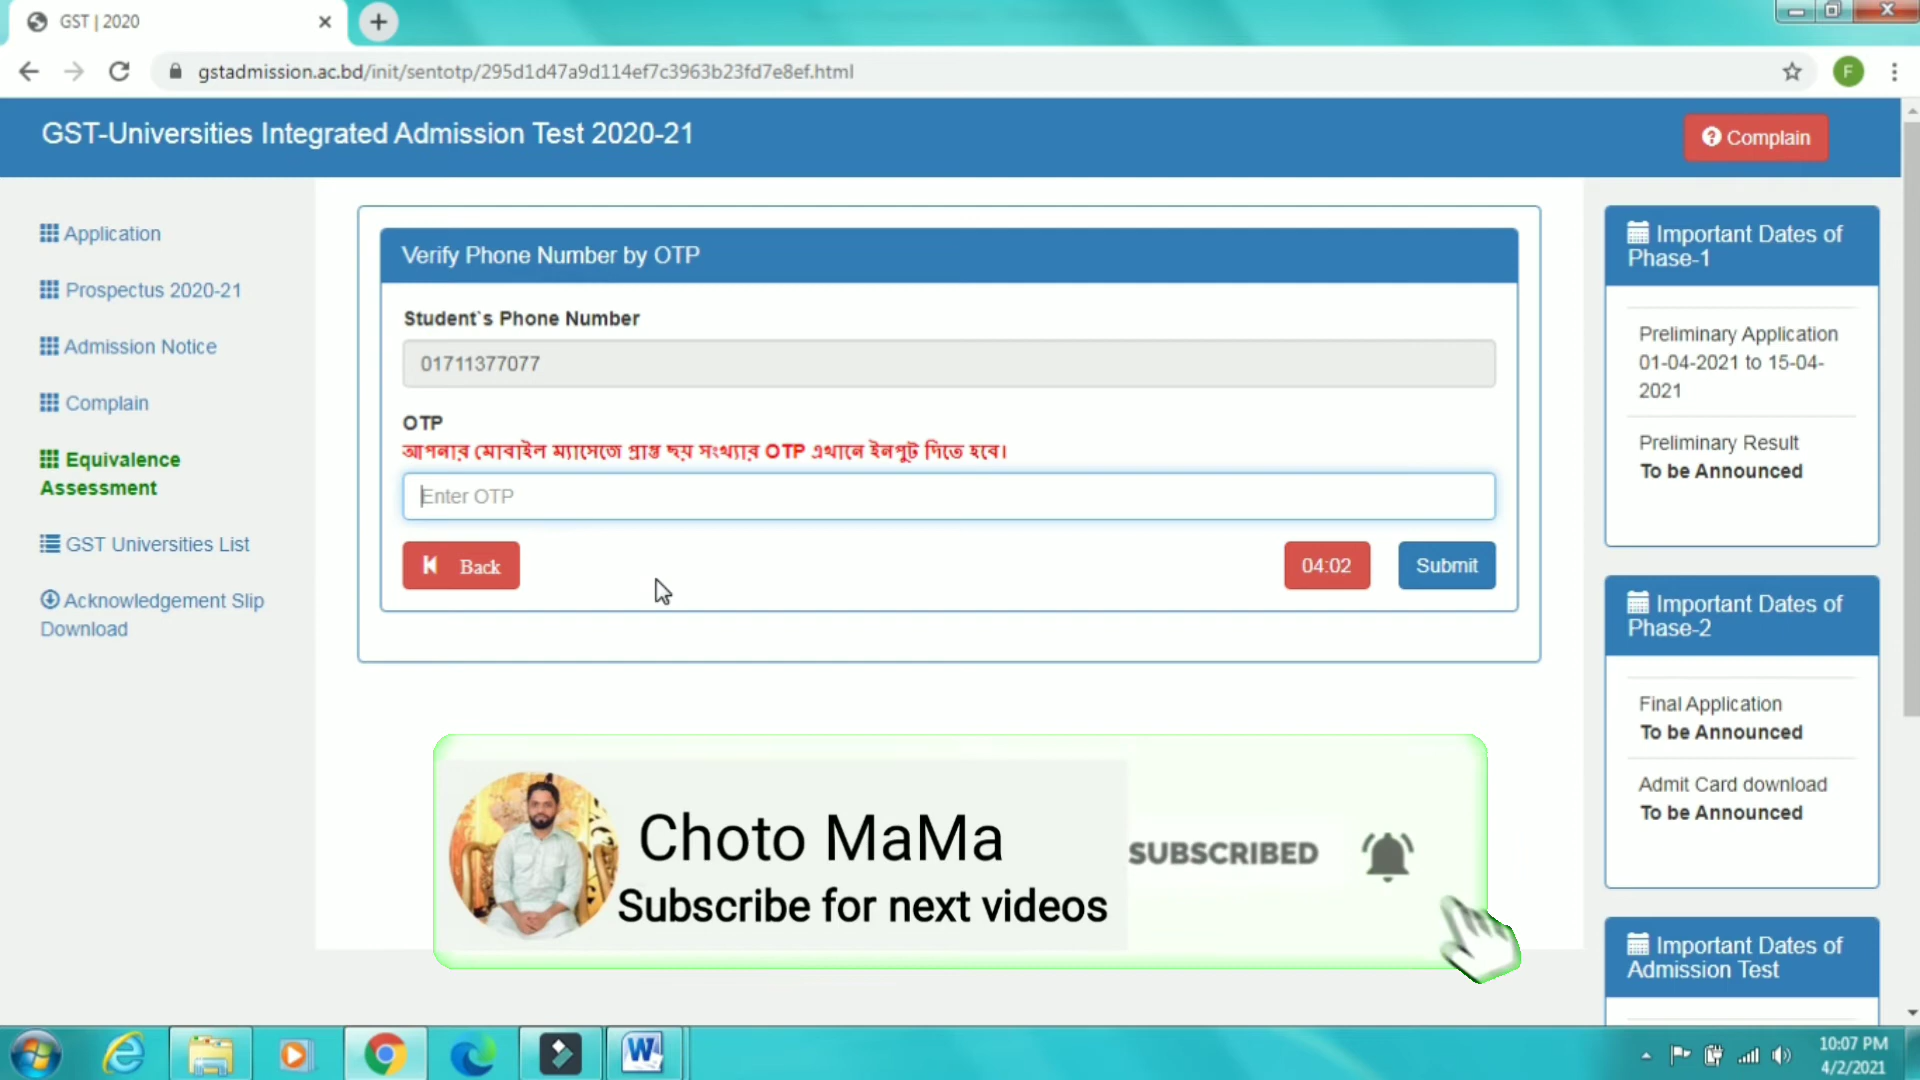 GST | 2020
gstadmission.ac.bd/init/sentotp/295d1d47a9d114ef7c3963b23fd7e8ef.html
F
GST-Universities Integrated Admission Test 2020-21
Complain
Application
Prospectus 2020-21
Admission Notice
Complain
Equivalence
Assessment
GST Universities List
Acknowledgement Slip
Download
Verify Phone Number by OTP
Student`s Phone Number
01711377077
OTP
আপনার মোবাইল ম্যাসেজে প্রাপ্ত ছয় সংখ্যার OTP এখানে ইনপুট দিতে হবে।
Enter OTP
Back
04:02
Submit
Important Dates of
Phase-1
Preliminary Application
01-04-2021 to 15-04-
2021
Preliminary Result
To be Announced
Important Dates of
Phase-2
Final Application
To be Announced
Admit Card download
To be Announced
Important Dates of
Admission Test
Choto MaMa
Subscribe for next videos
SUBSCRIBED
10:07 PM
4/2/2021